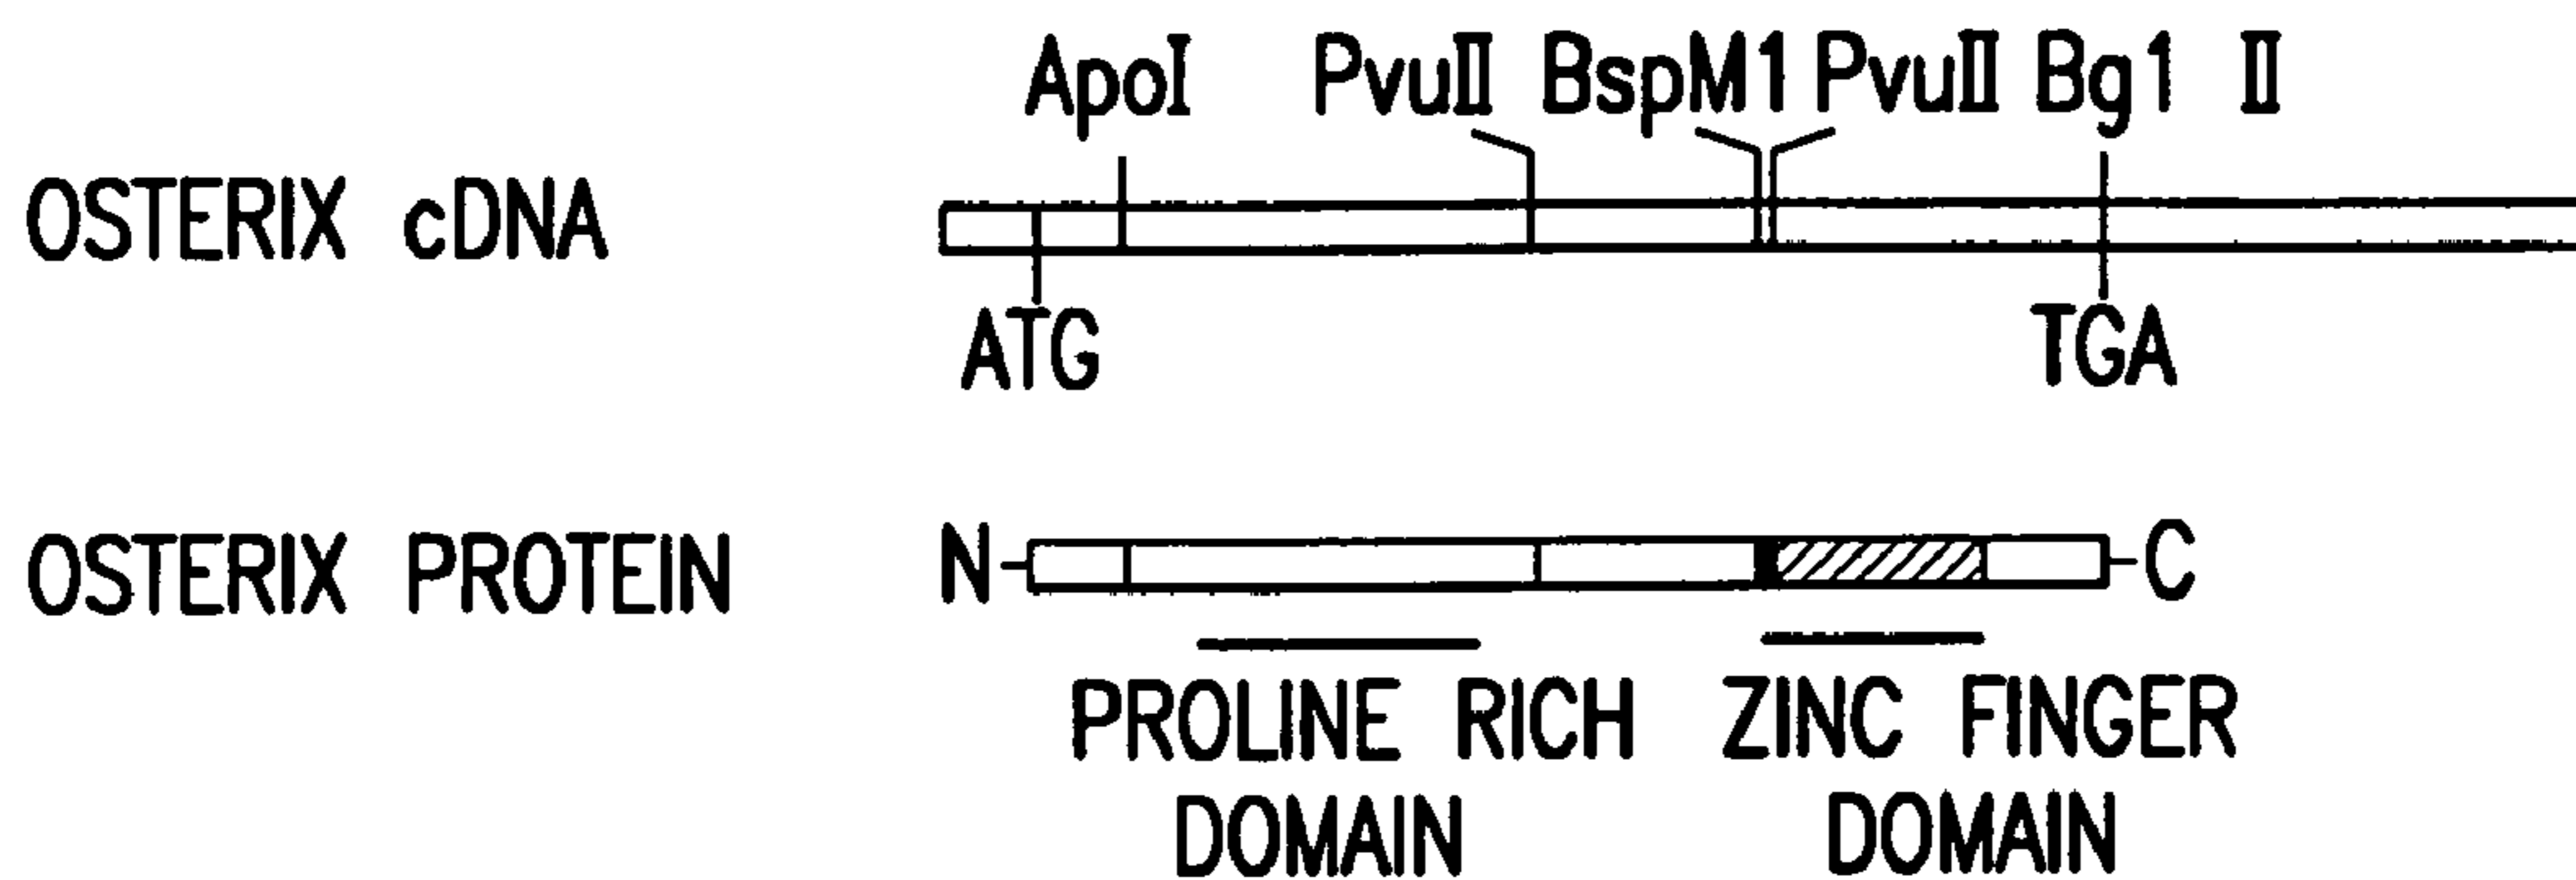 ApoI PvuII BspM1 PvuII Bg1 II
OSTERIX cDNA
ATG TGA
OSTERIX PROTEIN N C
PROLINE RICH ZINC FINGER
DOMAIN DOMAIN